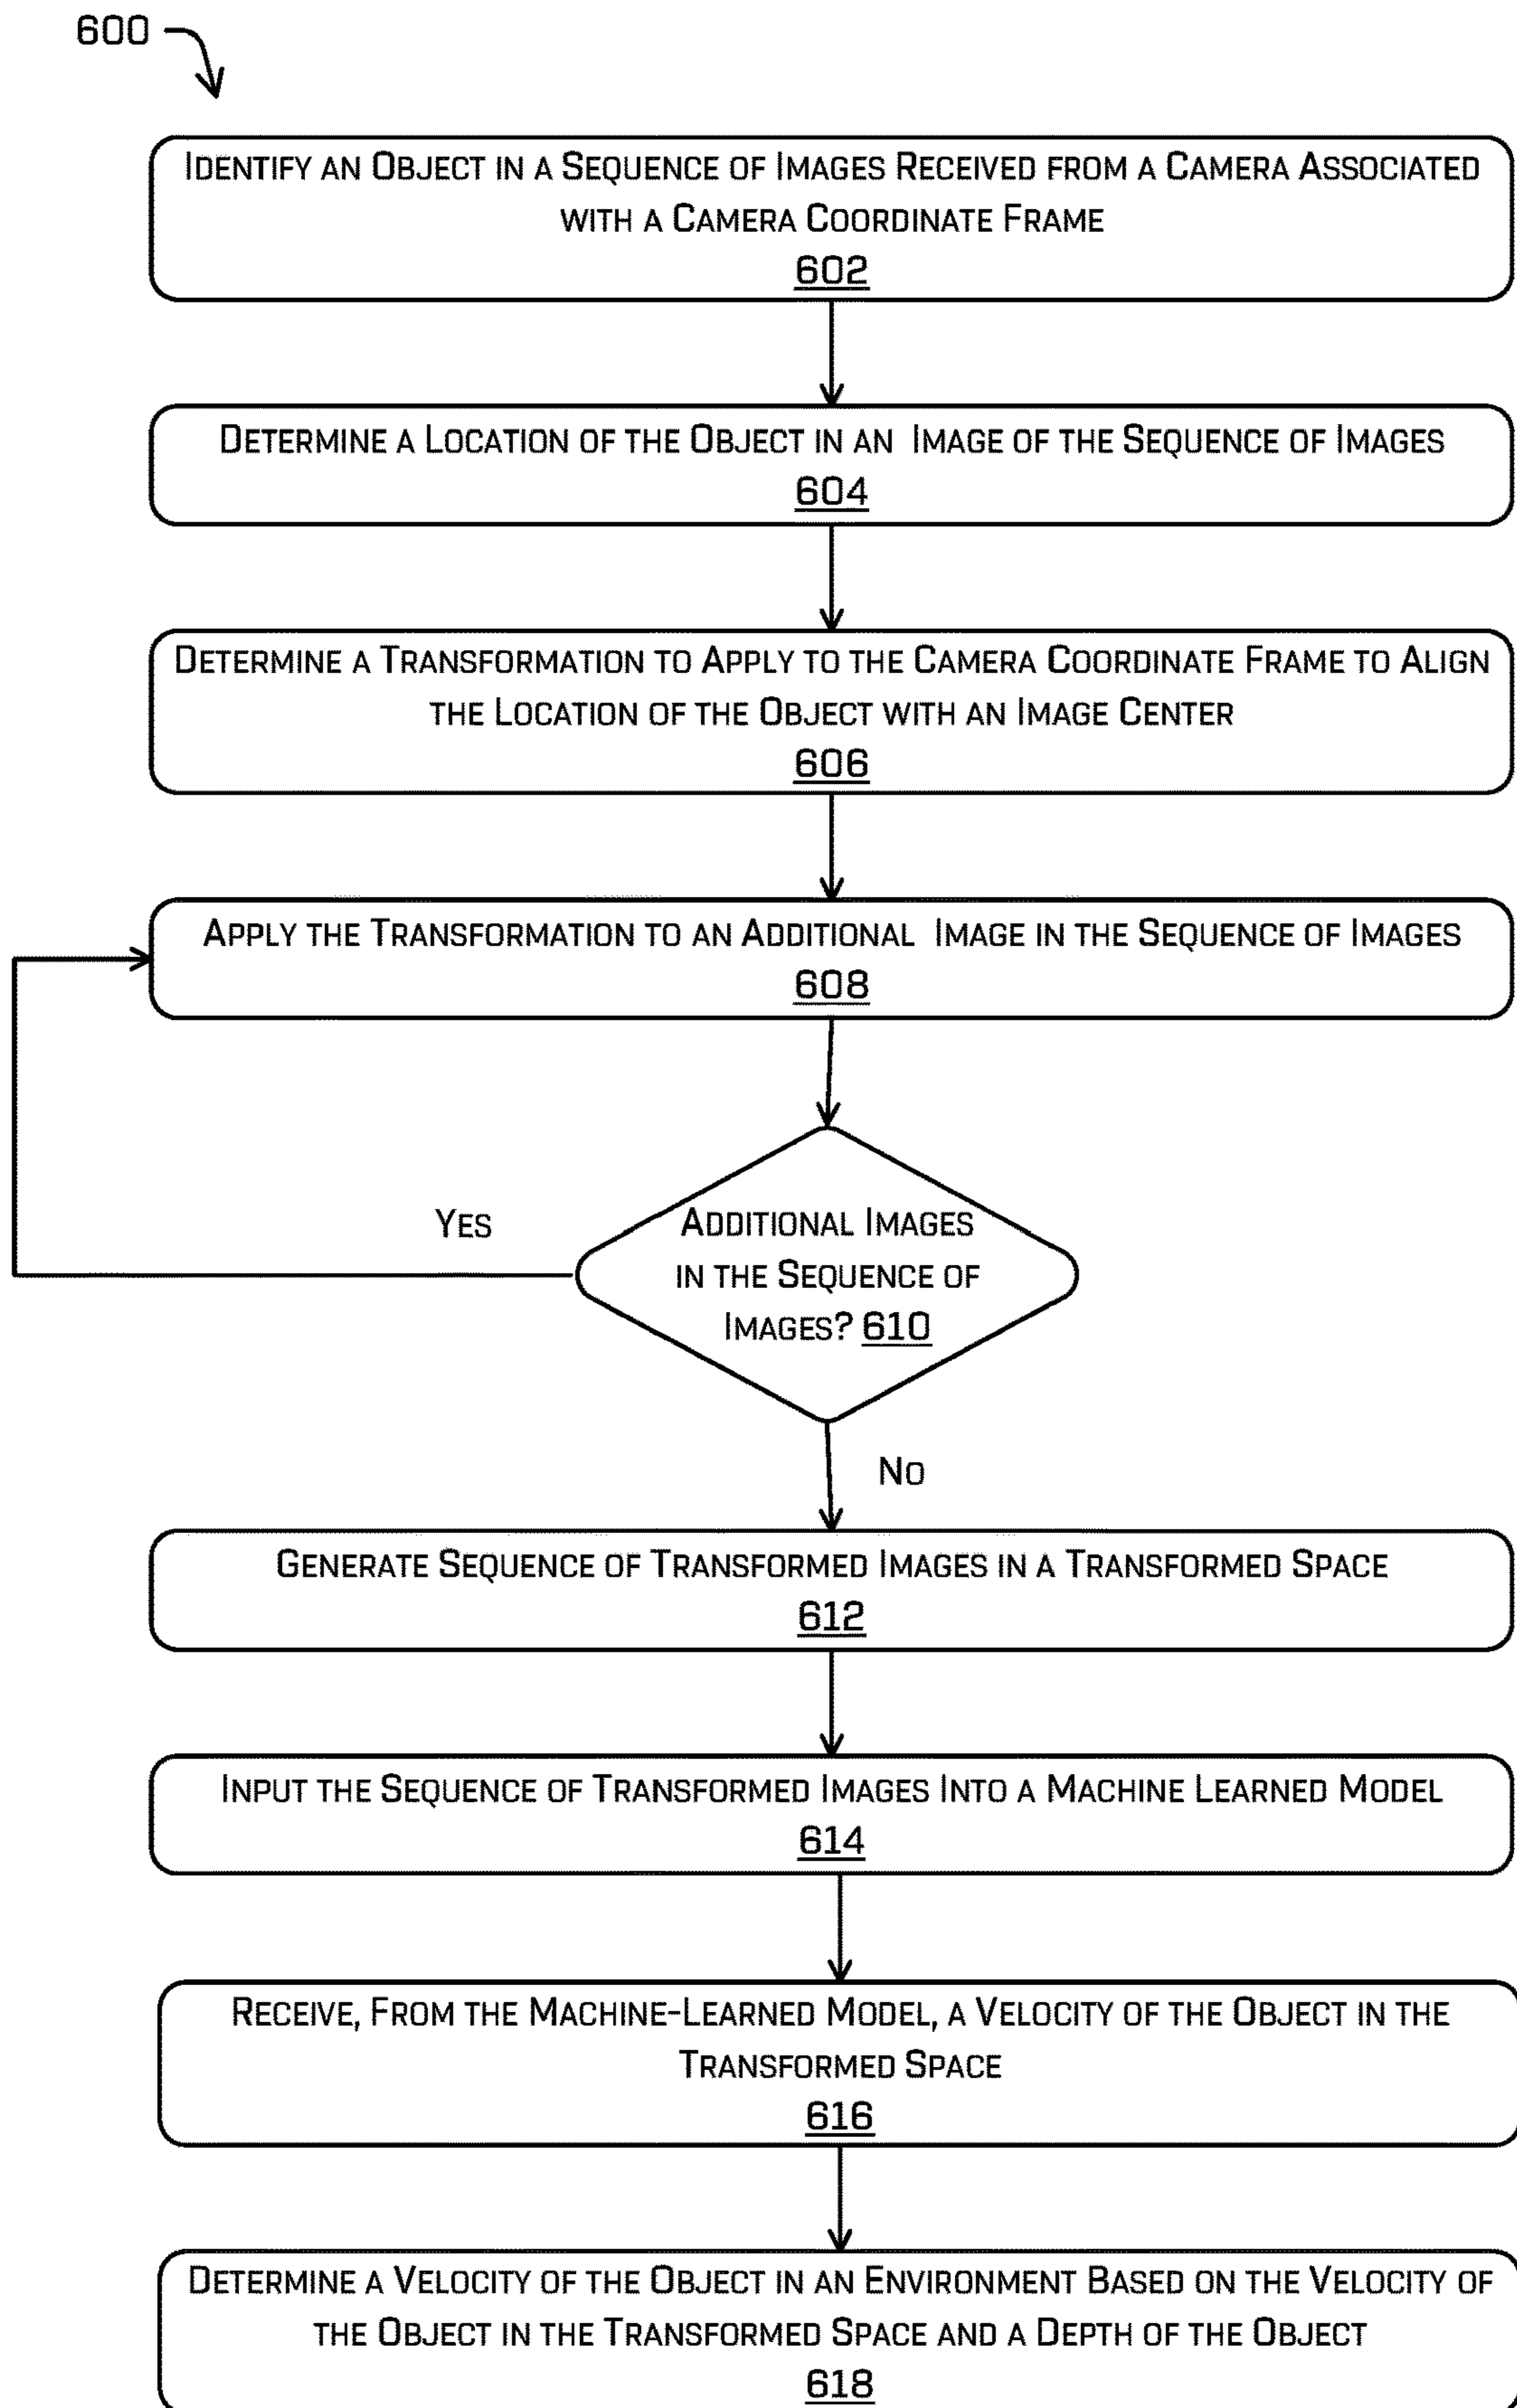 600
IDENTIFY AN OBJECT IN A SEQUENCE OF IMAGES RECEIVED FROM A CAMERA ASSOCIATED
WITH A CAMERA COORDINATE FRAME
602
DETERMINE A LOCATION OF THE OBJECT IN AN IMAGE OF THE SEQUENCE OF IMAGES
604
DETERMINE A TRANSFORMATION TO APPLY TO THE CAMERA COORDINATE FRAME TO ALIGN
THE LOCATION OF THE OBJECT WITH AN IMAGE CENTER
606
APPLY THE TRANSFORMATION TO AN ADDITIONAL IMAGE IN THE SEQUENCE OF IMAGES
608
YES
ADDITIONAL IMAGES
IN THE SEQUENCE OF
IMAGES? 610
NO
GENERATE SEQUENCE OF TRANSFORMED IMAGES IN A TRANSFORMED SPACE
612
INPUT THE SEQUENCE OF TRANSFORMED IMAGES INTO A MACHINE LEARNED MODEL
614
RECEIVE, FROM THE MACHINE-LEARNED MODEL, A VELOCITY OF THE OBJECT IN THE
TRANSFORMED SPACE
616
DETERMINE A VELOCITY OF THE OBJECT IN AN ENVIRONMENT BASED ON THE VELOCITY OF
THE OBJECT IN THE TRANSFORMED SPACE AND A DEPTH OF THE OBJECT
618